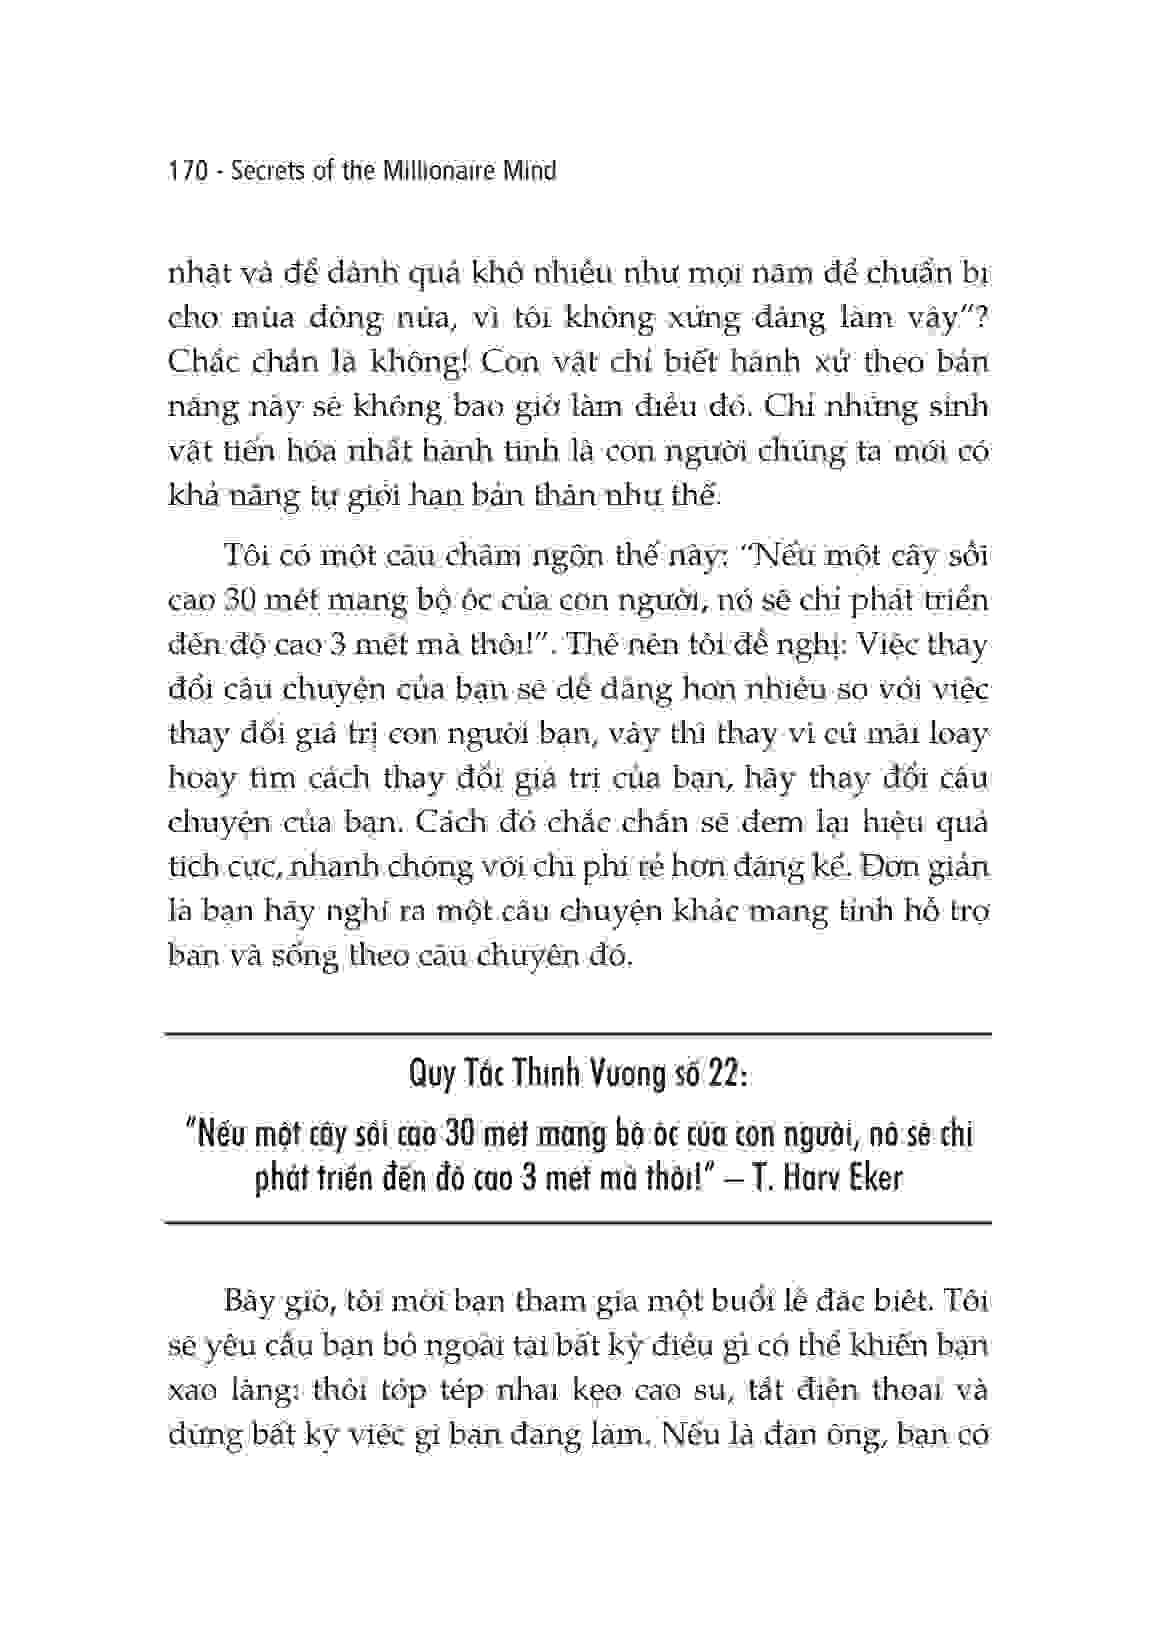 170 - Secrets of the Millionaire Mind
nhặt và để dành quả khô nhiều như mọi năm để chuẩn bị
cho mùa đông nữa, vì tôi không xứng đáng làm vậy”?
Chắc chắn là không! Con vật chỉ biết hành xử theo bản
năng này sẽ không bao giờ làm điều đó. Chỉ những sinh
vật tiến hóa nhất hành tinh là con người chúng ta mới có
khả năng tự giới hạn bản thân như thế.
Tôi có một câu châm ngôn thế này: “Nếu một cây sồi
cao 30 mét mang bộ óc của con người, nó sẽ chỉ phát triển
đến độ cao 3 mét mà thôi!”. Thế nên tôi đề nghị: Việc thay
đổi câu chuyện của bạn sẽ dễ dàng hơn nhiều so với việc
thay đổi giá trị con người bạn, vậy thì thay vì cứ mãi loay
hoay tìm cách thay đổi giá trị của bạn, hãy thay đổi câu
chuyện của bạn. Cách đó chắc chắn sẽ đem lại hiệu quả
tích cực, nhanh chóng với chi phí rẻ hơn đáng kể. Đơn giản
là bạn hãy nghĩ ra một câu chuyện khác mang tính hỗ trợ
bạn và sống theo câu chuyện đó.
Quy Tắc Thịnh Vượng số 22:
“Nếu một cây sồi cao 30 mét mang bộ óc của con người, nó sẽ chỉ
phát triển đến độ cao 3 mét mà thôi!” – T. Harv Eker
Bây giờ, tôi mời bạn tham gia một buổi lễ đặc biệt. Tôi
sẽ yêu cầu bạn bỏ ngoài tai bất kỳ điều gì có thể khiến bạn
xao lãng: thôi tóp tép nhai kẹo cao su, tắt điện thoại và
dừng bất kỳ việc gì bạn đang làm. Nếu là đàn ông, bạn có